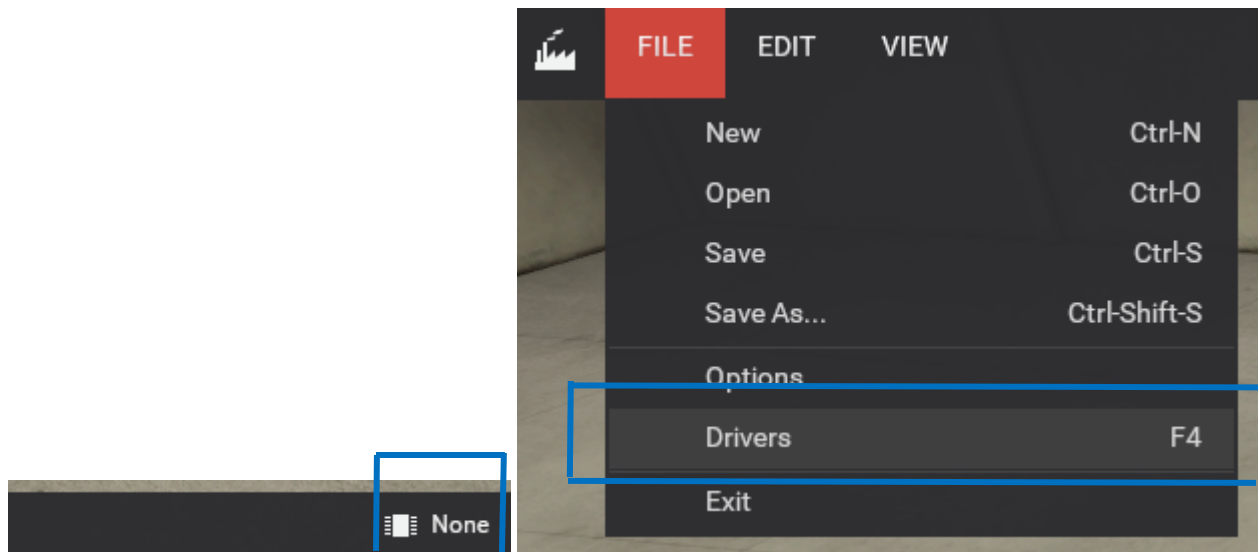 None
FILE EDIT VIEW
New Ctrl-N
Open Ctrl-O
Save Ctrl-S
Save As... Ctrl-Shift-S
Options
Drivers F4
Exit